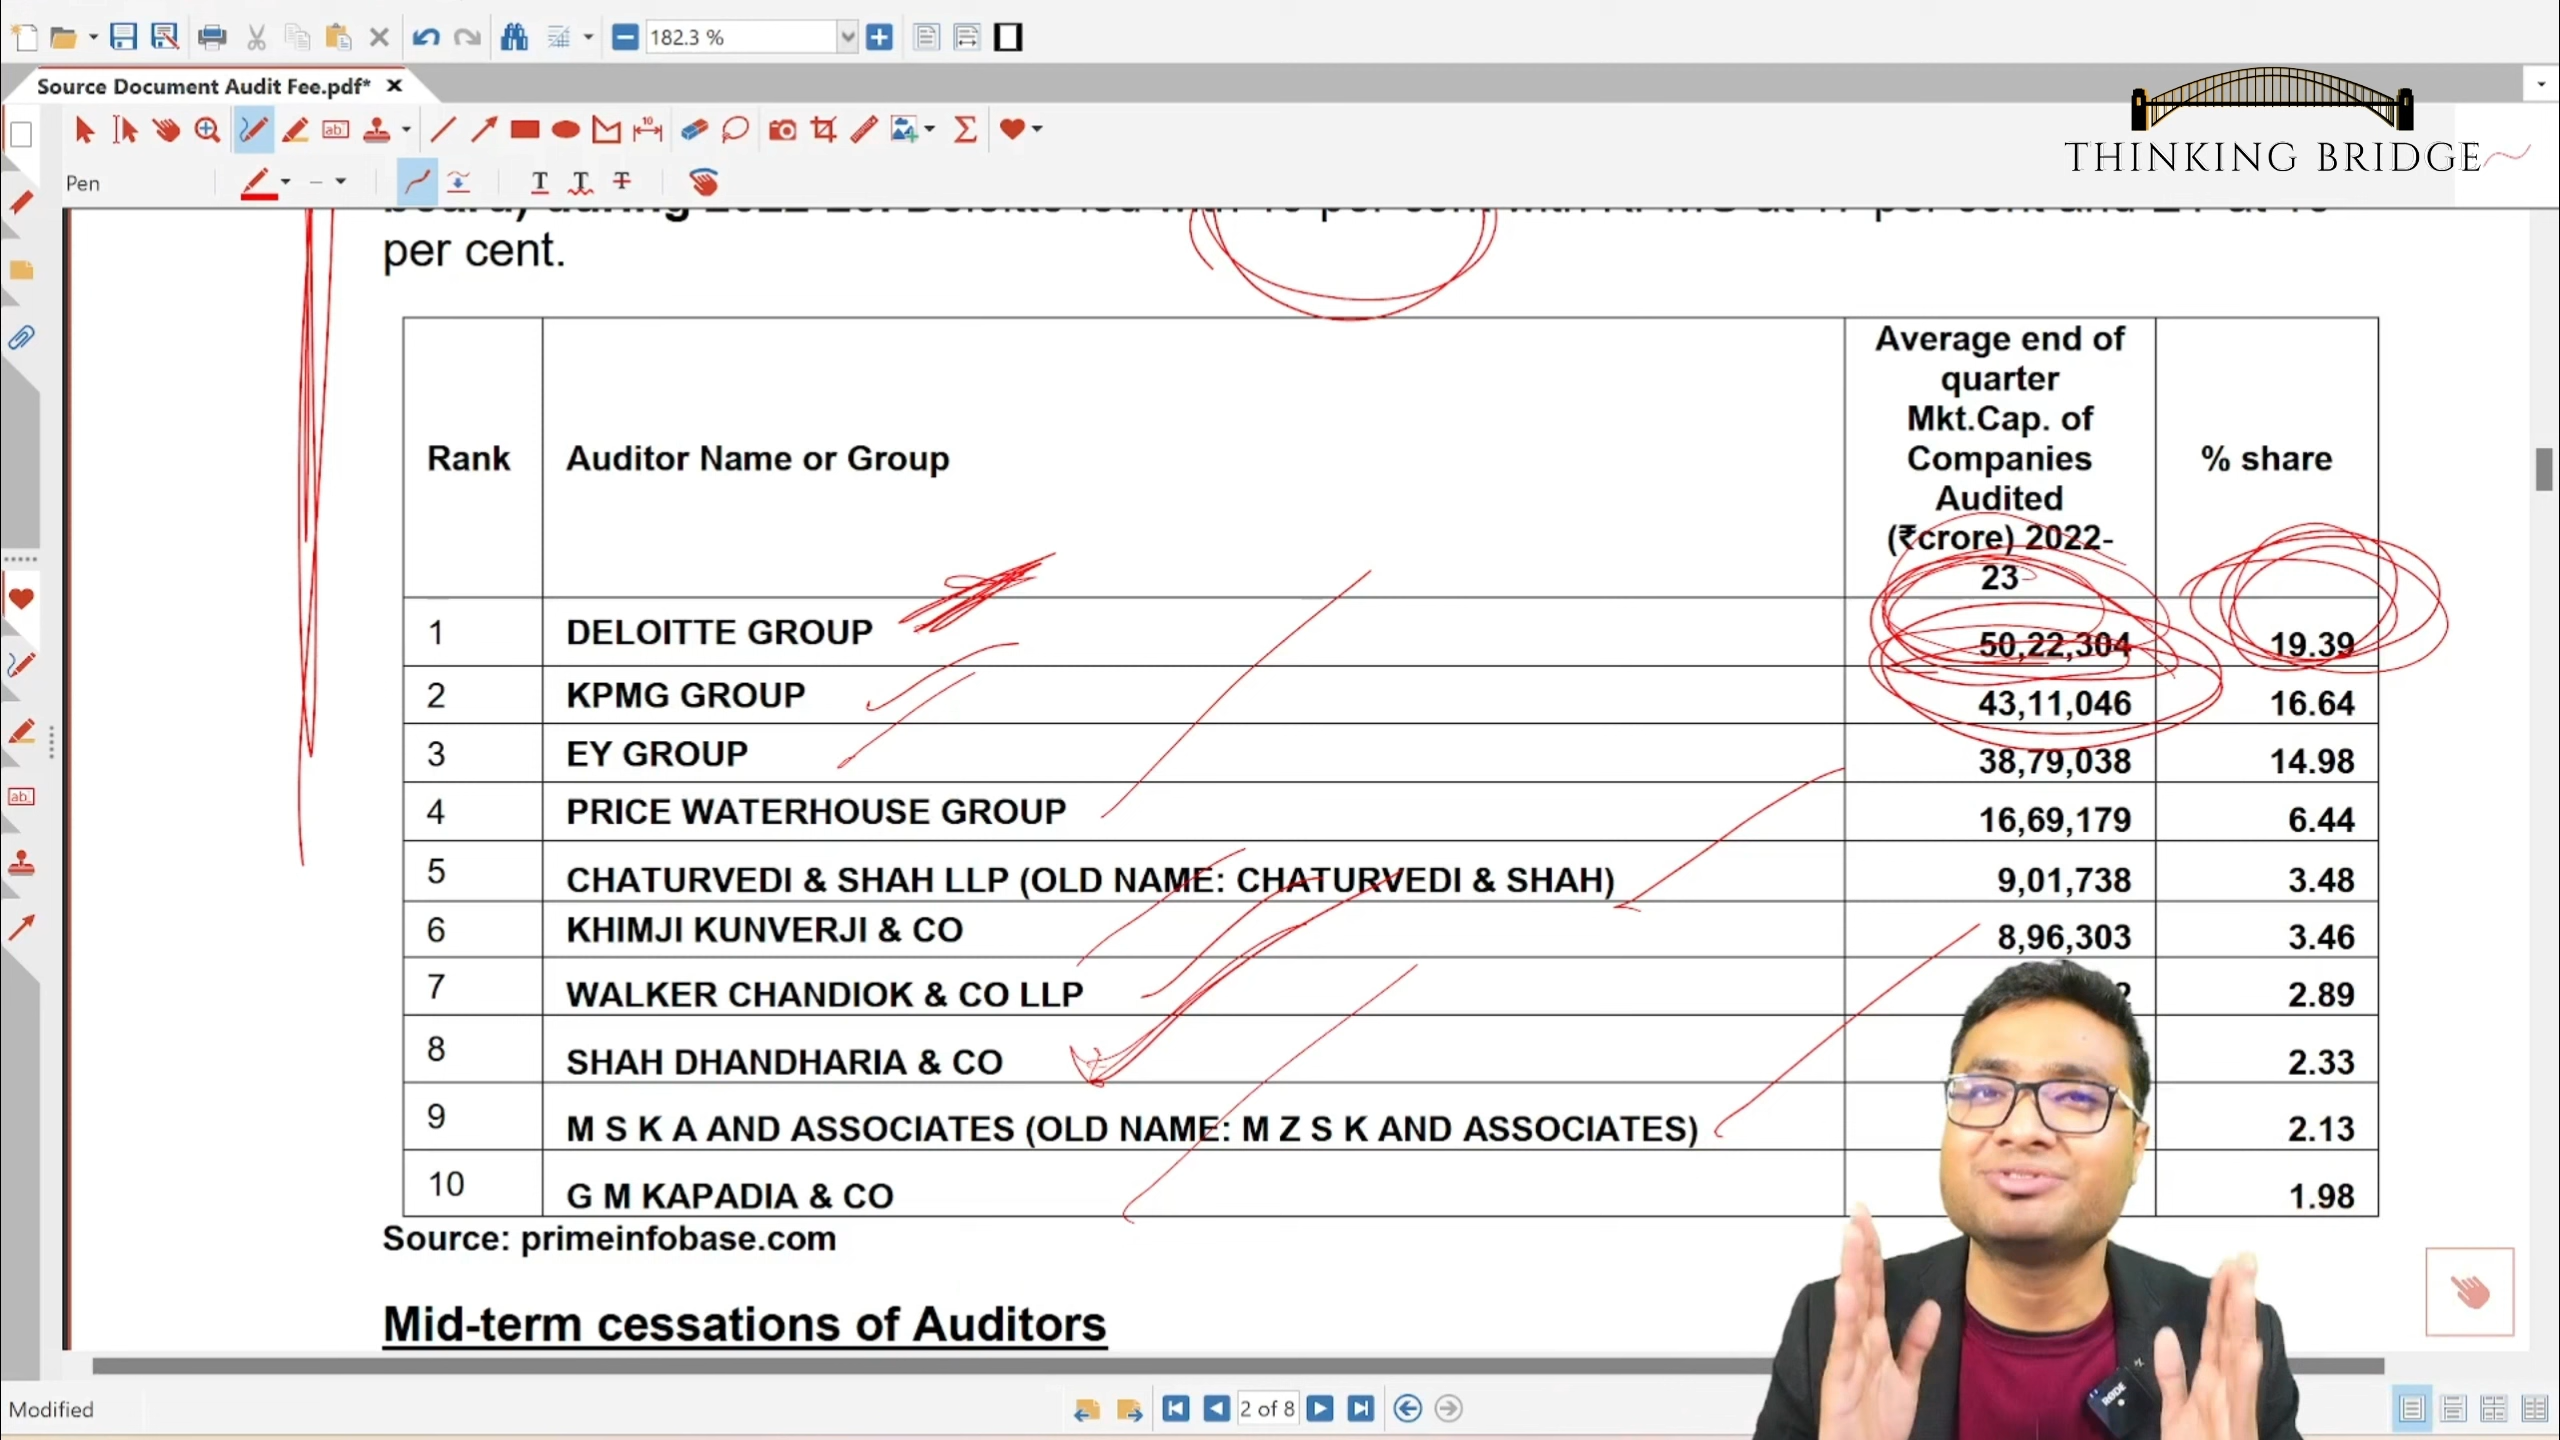 182.3 %
Source Document Audit Fee.pdf*
THINKING BRIDGE
Pen
per cent.
Rank
Auditor Name or Group
Average end of
quarter
Mkt.Cap. of
Companies
Audited
(₹crore) 2022-
23
% share
1 DELOITTE GROUP 50,22,304 19.39
2 KPMG GROUP 43,11,046 16.64
3 EY GROUP 38,79,038 14.98
4 PRICE WATERHOUSE GROUP 16,69,179 6.44
5 CHATURVEDI & SHAH LLP (OLD NAME: CHATURVEDI & SHAH) 9,01,738 3.48
6 KHIMJI KUNVERJI & CO 8,96,303 3.46
7 WALKER CHANDIOK & CO LLP 2.89
8 SHAH DHANDHARIA & CO 2.33
9 M S K A AND ASSOCIATES (OLD NAME: M Z S K AND ASSOCIATES) 2.13
10 G M KAPADIA & CO 1.98
Source: primeinfobase.com
Mid-term cessations of Auditors
RODE
Modified
2 of 8